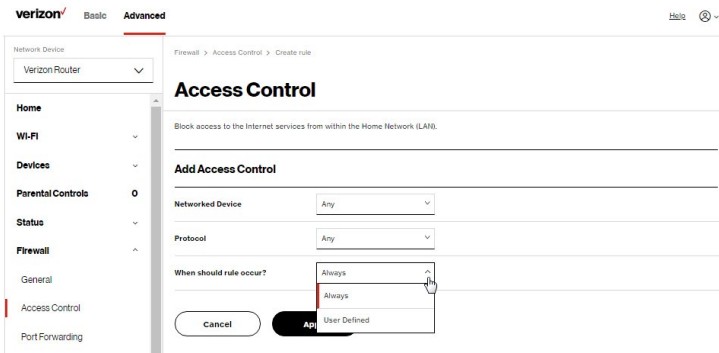 verizon✓ Basic Advanced Help
Network Device
Verizon Router
Home
Wi-Fi
Devices
Parental Controls 0
Status
Firewall
General
Access Control
Port Forwarding
Firewall > Access Control > Create rule
Access Control
Block access to the Internet services from within the Home Network (LAN).
Add Access Control
Networked Device Any
Protocol Any
When should rule occur? Always
Always
User Defined
Cancel